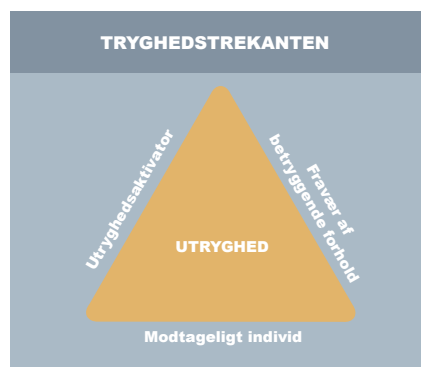 TRYGHEDSTREKANTEN
Utryghedsaktivator
Fravær af
betryggende forhold
UTRYGHED
Modtageligt individ